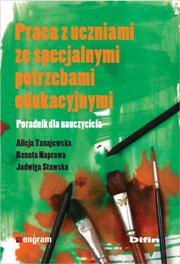 Praca z uczniami
ze specjalnymi
potrzebami
edukacyjnymi
Poradnik dla nauczyciela
Alicja Tanajewska
Renata Naprawa
Jadwiga Stawska
engram
Difin